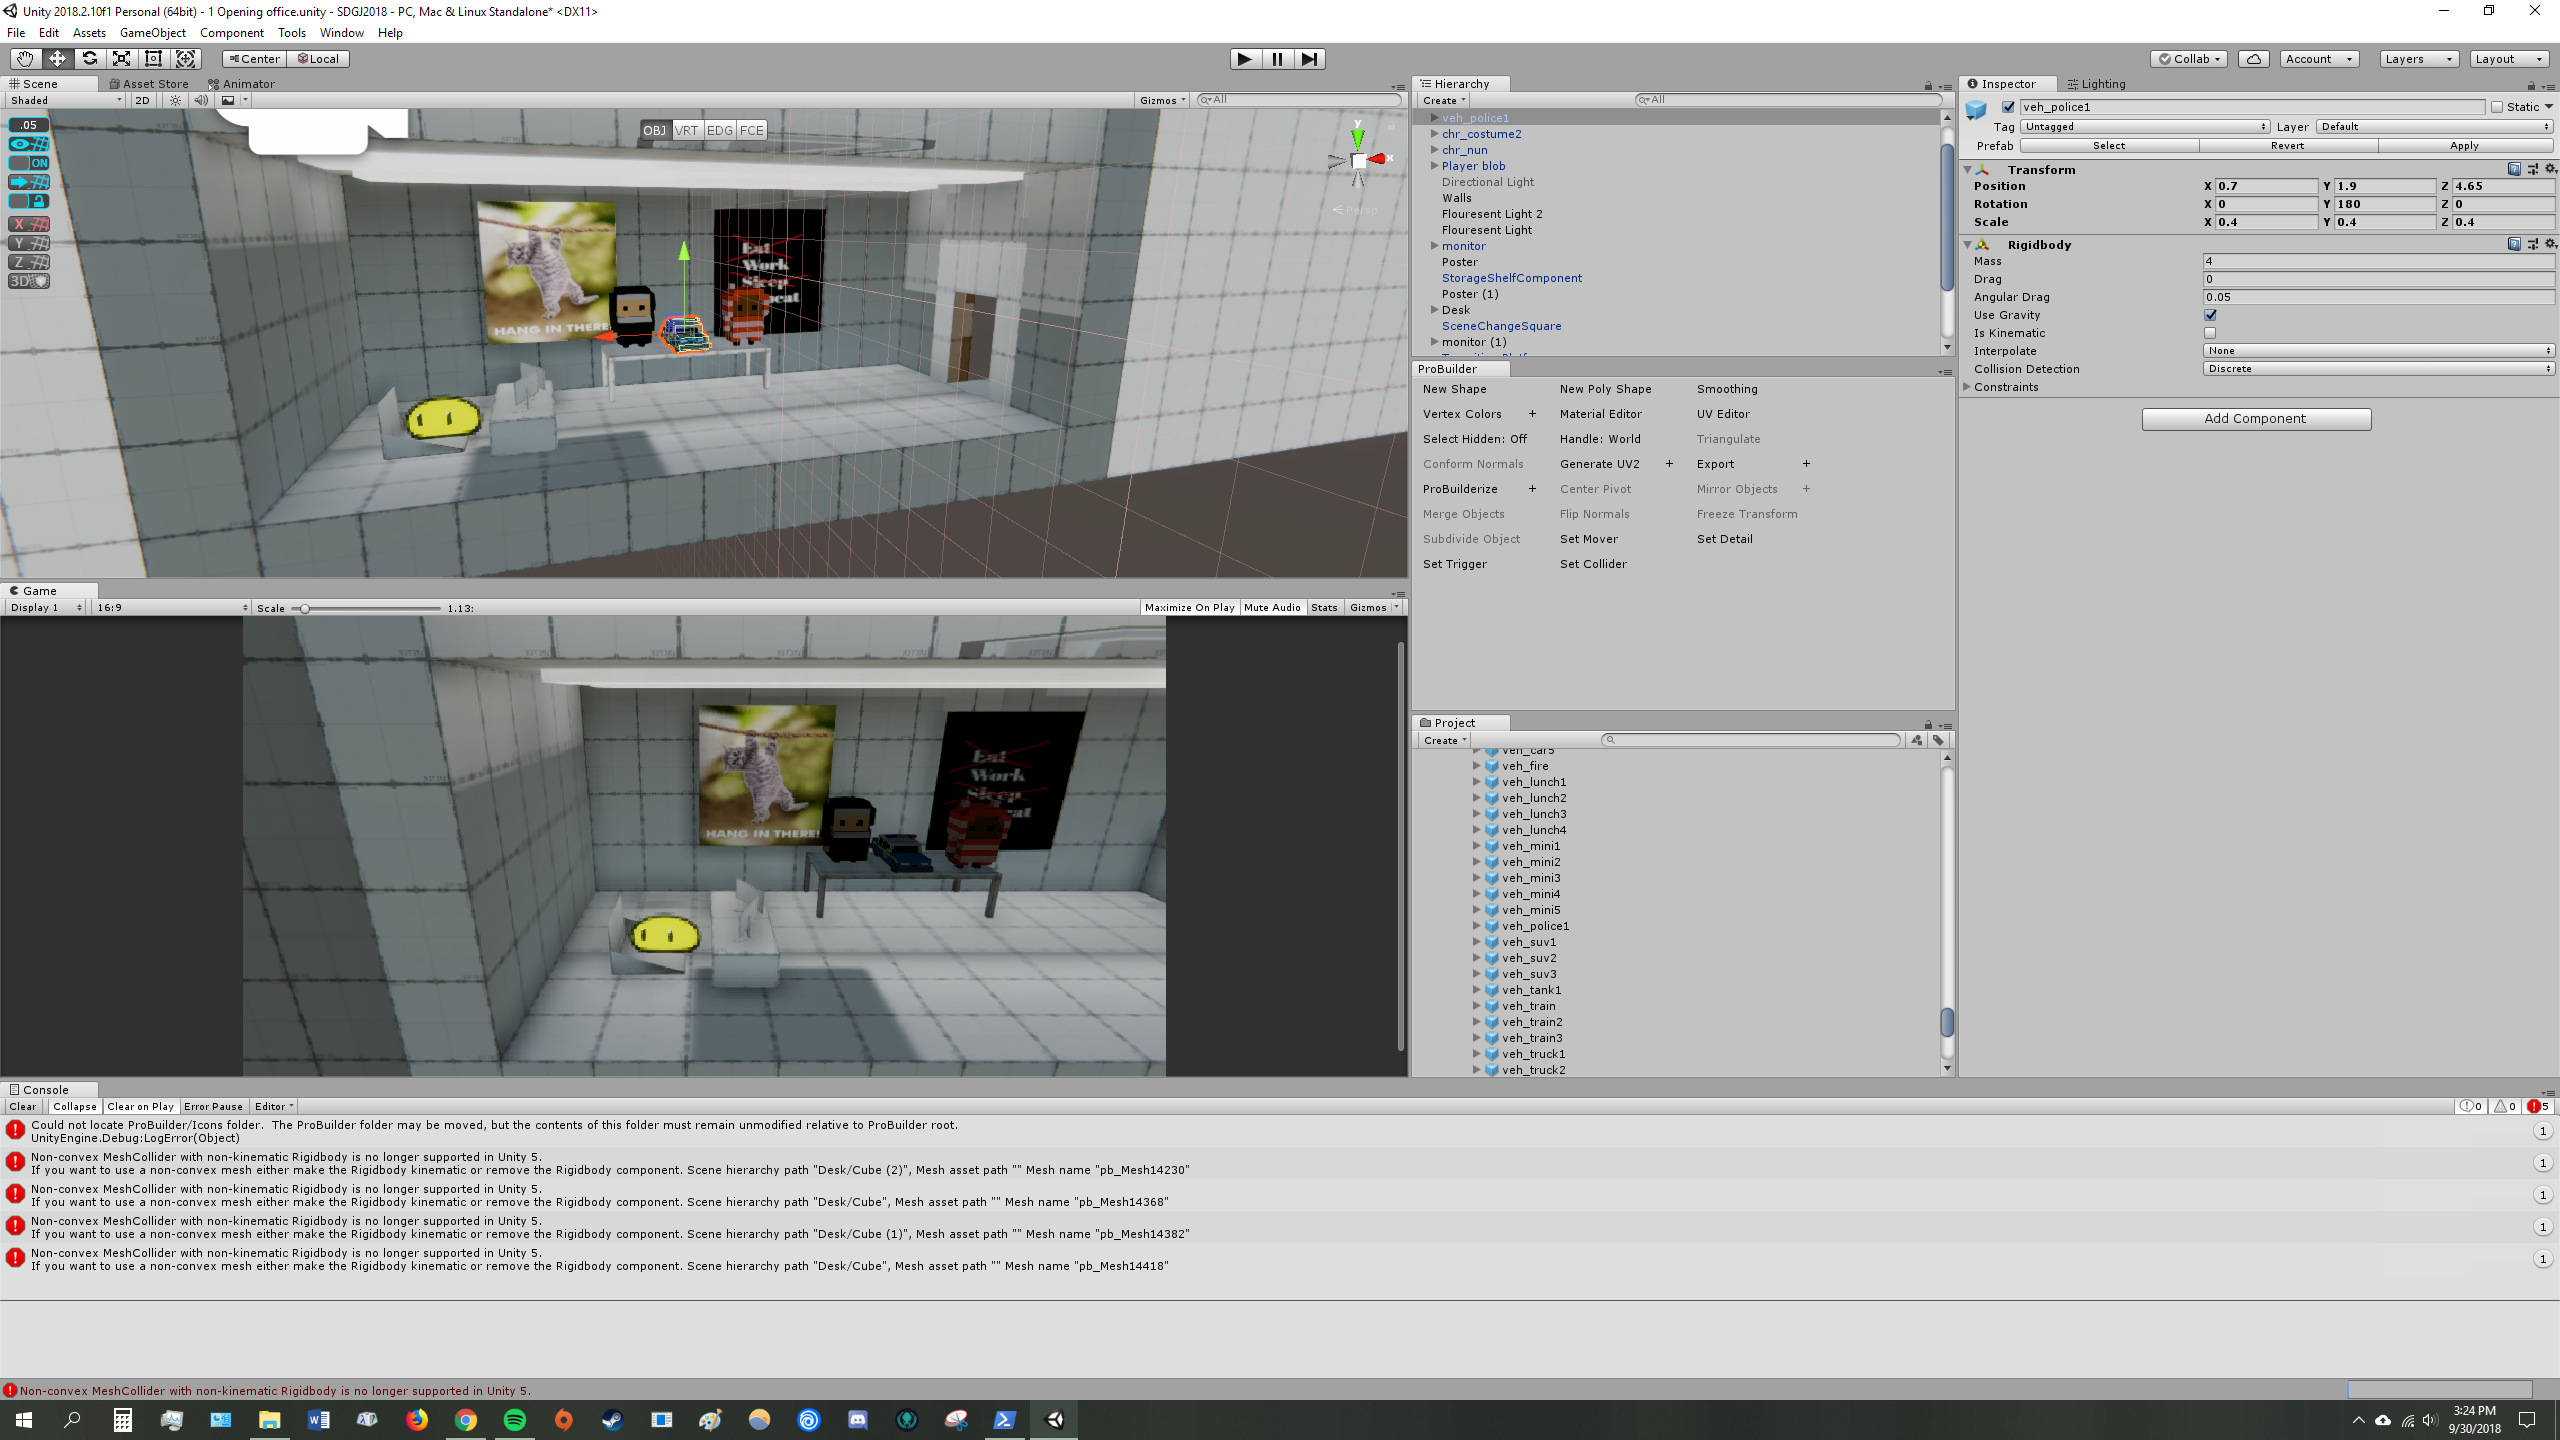 Unity 2018.2.10f1 Personal (64bit) - 1 Opening office.unity - SDGJ2018 - PC, Mac & Linux Standalone* <DX11>
File Edit Assets GameObject Component Tools Window Help
Center Local Collab Account Layers Layout
Scene Asset Store Animator
Shaded 2D Gizmos All
.05
ON
X
Y
Z
3D
OBJ VRT EDG FCE
y
x
Persp
HANG IN THERE
Eat
Work
Sleep
Game
Display 1 16:9 Scale 1.13: Maximize On Play Mute Audio Stats Gizmos
HANG IN THERE!
Eat
Work
Sleep
Hierarchy
Create All
veh_police1
chr_costume2
chr_nun
Player blob
Directional Light
Walls
Flouresent Light 2
Flouresent Light
monitor
Poster
StorageShelfComponent
Poster (1)
Desk
SceneChangeSquare
monitor (1)
ProBuilder
New Shape New Poly Shape Smoothing
Vertex Colors + Material Editor UV Editor
Select Hidden: Off Handle: World Triangulate
Conform Normals Generate UV2 + Export +
ProBuilderize + Center Pivot Mirror Objects +
Merge Objects Flip Normals Freeze Transform
Subdivide Object Set Mover Set Detail
Set Trigger Set Collider
Project
Create
veh_car5
veh_fire
veh_lunch1
veh_lunch2
veh_lunch3
veh_lunch4
veh_mini1
veh_mini2
veh_mini3
veh_mini4
veh_mini5
veh_police1
veh_suv1
veh_suv2
veh_suv3
veh_tank1
veh_train
veh_train2
veh_train3
veh_truck1
veh_truck2
Inspector Lighting
veh_police1 Static
Tag Untagged Layer Default
Prefab Select Revert Apply
Transform
Position X 0.7 Y 1.9 Z 4.65
Rotation X 0 Y 180 Z 0
Scale X 0.4 Y 0.4 Z 0.4
Rigidbody
Mass 4
Drag 0
Angular Drag 0.05
Use Gravity
Is Kinematic
Interpolate None
Collision Detection Discrete
Constraints
Add Component
Console
Clear Collapse Clear on Play Error Pause Editor 0 0 5
Could not locate ProBuilder/Icons folder.  The ProBuilder folder may be moved, but the contents of this folder must remain unmodified relative to ProBuilder root.
UnityEngine.Debug:LogError(Object)
1
Non-convex MeshCollider with non-kinematic Rigidbody is no longer supported in Unity 5.
If you want to use a non-convex mesh either make the Rigidbody kinematic or remove the Rigidbody component. Scene hierarchy path "Desk/Cube (2)", Mesh asset path "" Mesh name "pb_Mesh14230"
1
Non-convex MeshCollider with non-kinematic Rigidbody is no longer supported in Unity 5.
If you want to use a non-convex mesh either make the Rigidbody kinematic or remove the Rigidbody component. Scene hierarchy path "Desk/Cube", Mesh asset path "" Mesh name "pb_Mesh14368"
1
Non-convex MeshCollider with non-kinematic Rigidbody is no longer supported in Unity 5.
If you want to use a non-convex mesh either make the Rigidbody kinematic or remove the Rigidbody component. Scene hierarchy path "Desk/Cube (1)", Mesh asset path "" Mesh name "pb_Mesh14382"
1
Non-convex MeshCollider with non-kinematic Rigidbody is no longer supported in Unity 5.
If you want to use a non-convex mesh either make the Rigidbody kinematic or remove the Rigidbody component. Scene hierarchy path "Desk/Cube", Mesh asset path "" Mesh name "pb_Mesh14418"
1
Non-convex MeshCollider with non-kinematic Rigidbody is no longer supported in Unity 5.
3:24 PM
9/30/2018